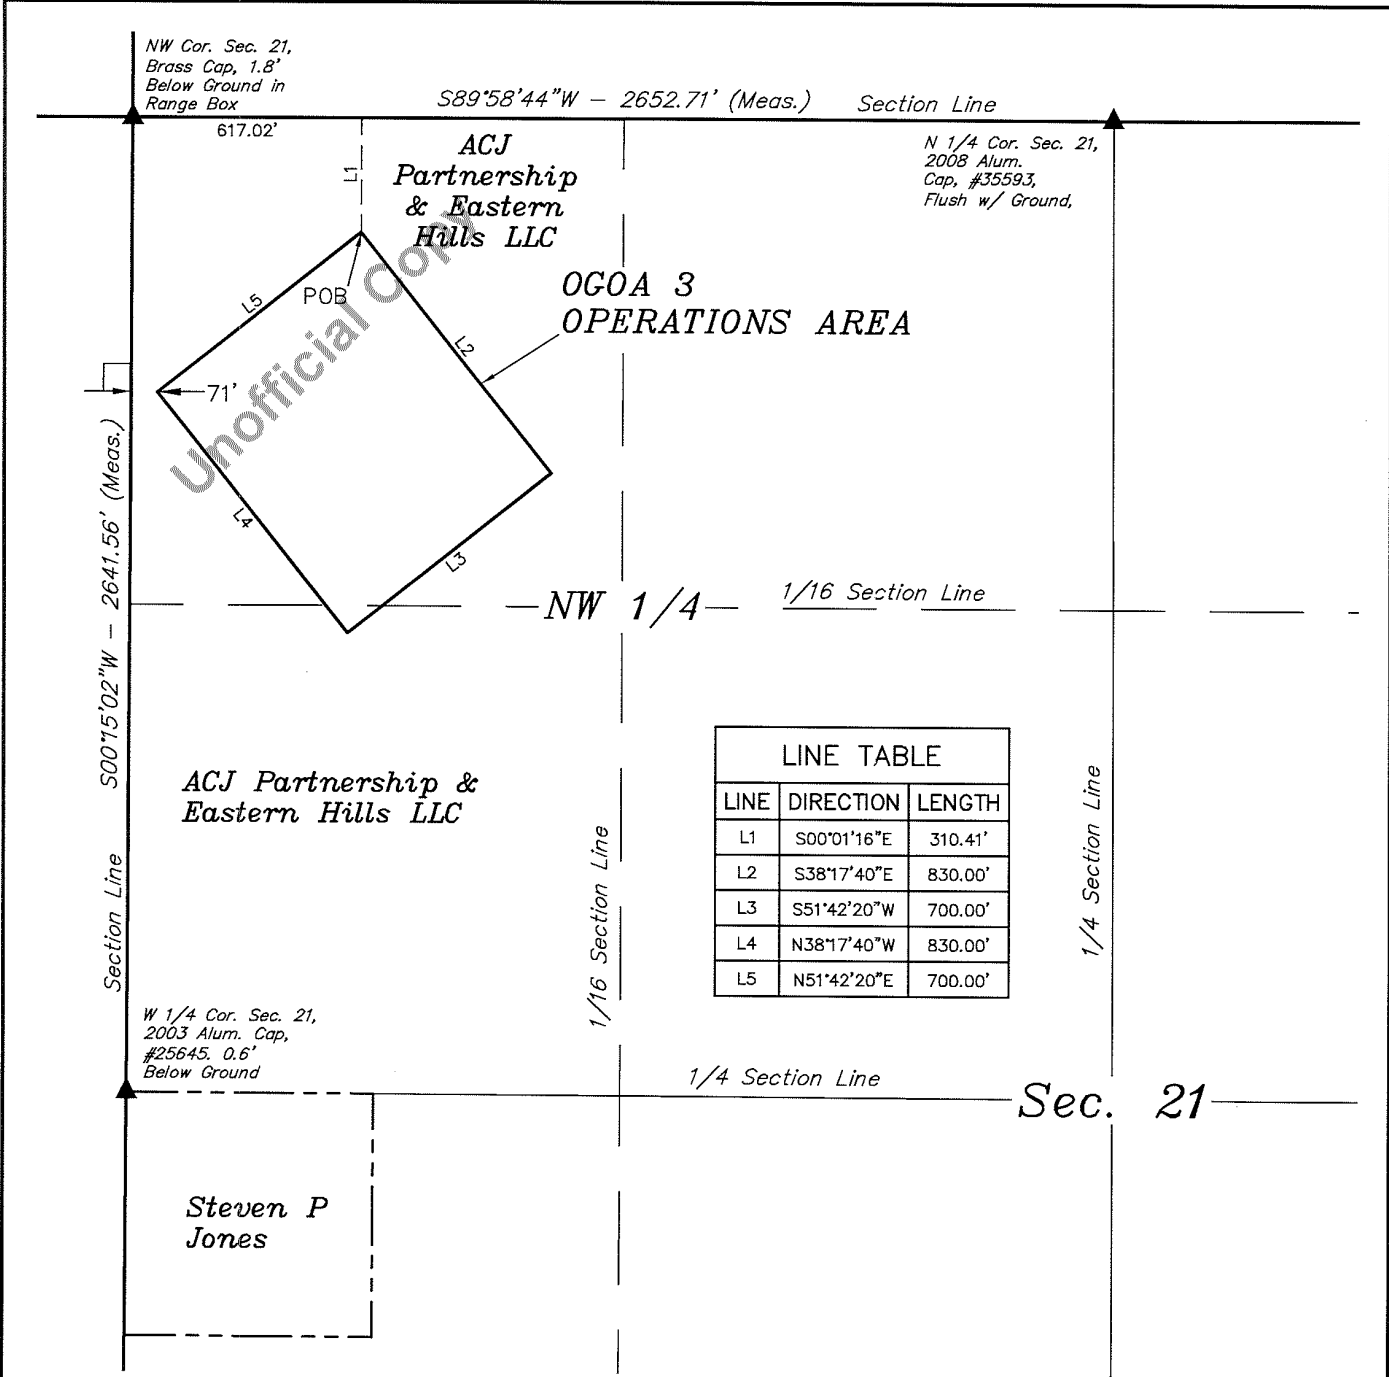 NW Cor. Sec. 21,
Brass Cap, 1.8'
Below Ground in
Range Box
S89°58'44"W - 2652.71' (Meas.) Section Line
617.02'
N 1/4 Cor. Sec. 21,
2008 Alum.
Cap, #35593,
Flush w/ Ground,
L1
ACJ
Partnership
& Eastern
Hills LLC
OGOA 3
OPERATIONS AREA
POB
L5
L2
71'
Unofficial Copy
L4
L3
S00°15'02"W - 2641.56' (Meas.)
Section Line
NW 1/4
1/16 Section Line
ACJ Partnership &
Eastern Hills LLC
LINE TABLE
LINE DIRECTION LENGTH
L1 S00°01'16"E 310.41'
L2 S38°17'40"E 830.00'
L3 S51°42'20"W 700.00'
L4 N38°17'40"W 830.00'
L5 N51°42'20"E 700.00'
1/16 Section Line
1/4 Section Line
W 1/4 Cor. Sec. 21,
2003 Alum. Cap,
#25645. 0.6'
Below Ground
1/4 Section Line
Sec. 21
Steven P
Jones